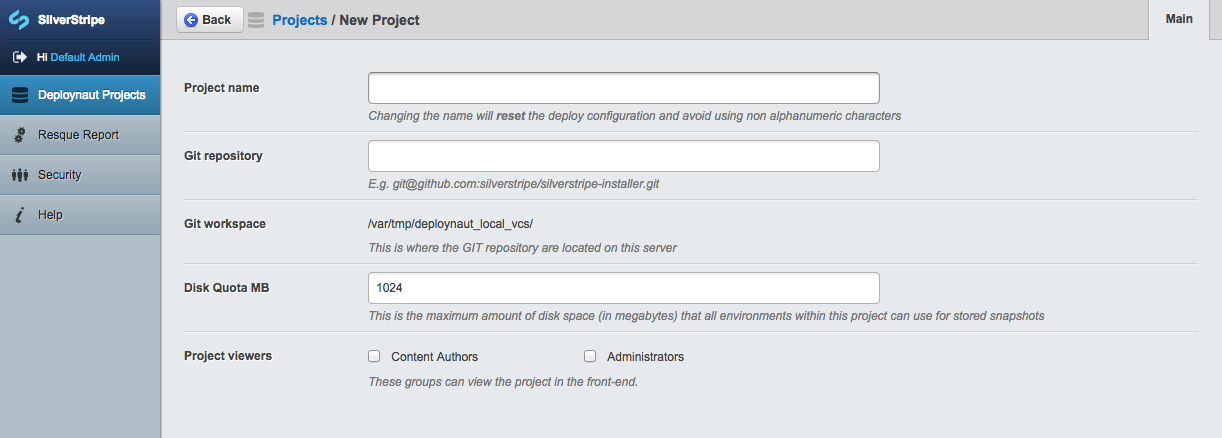 SilverStripe
Back
Projects / New Project
Main
Hi Default Admin
Deploynaut Projects
Resque Report
Security
Help
Project name
Changing the name will reset the deploy configuration and avoid using non alphanumeric characters
Git repository
E.g. git@github.com:silverstripe/silverstripe-installer.git
Git workspace
/var/tmp/deploynaut_local_vcs/
This is where the GIT repository are located on this server
Disk Quota MB
1024
This is the maximum amount of disk space (in megabytes) that all environments within this project can use for stored snapshots
Project viewers
Content Authors
Administrators
These groups can view the project in the front-end.